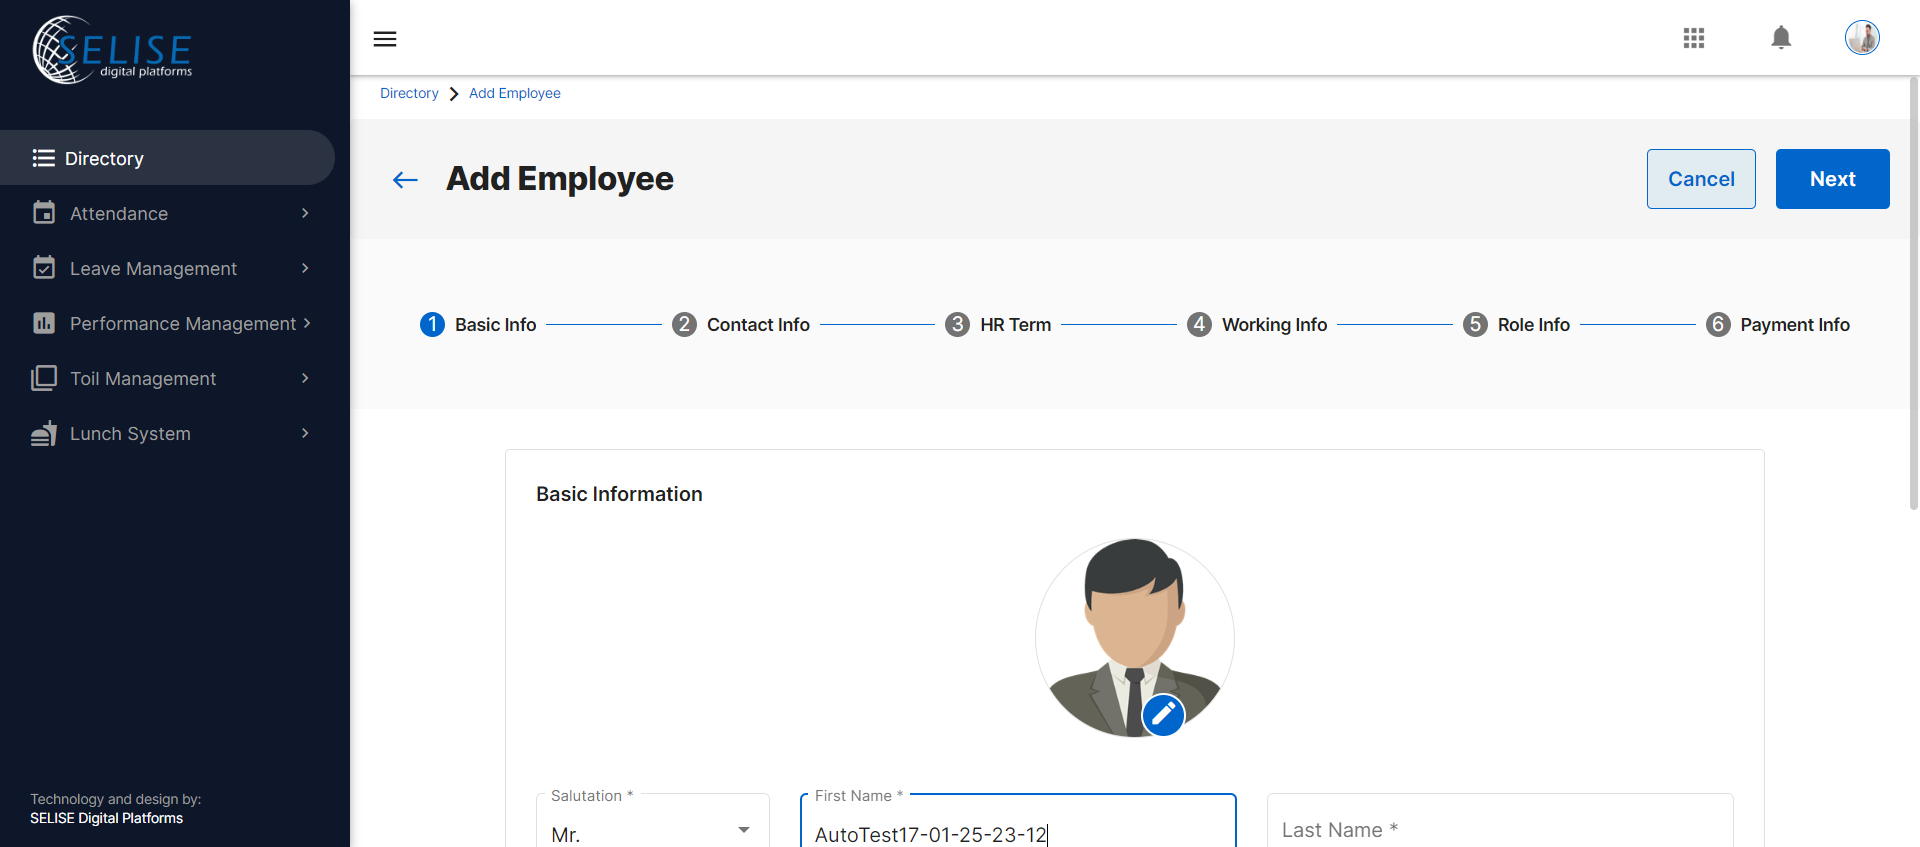 SELISE
digital platforms
Directory
Attendance
Leave Management
Performance Management
Toil Management
Lunch System
Technology and design by:
SELISE Digital Platforms
Directory > Add Employee
Add Employee
Cancel
Next
1 Basic Info
2 Contact Info
3 HR Term
4 Working Info
5 Role Info
6 Payment Info
Basic Information
Salutation *
Mr.
First Name *
AutoTest17-01-25-23-12
Last Name *